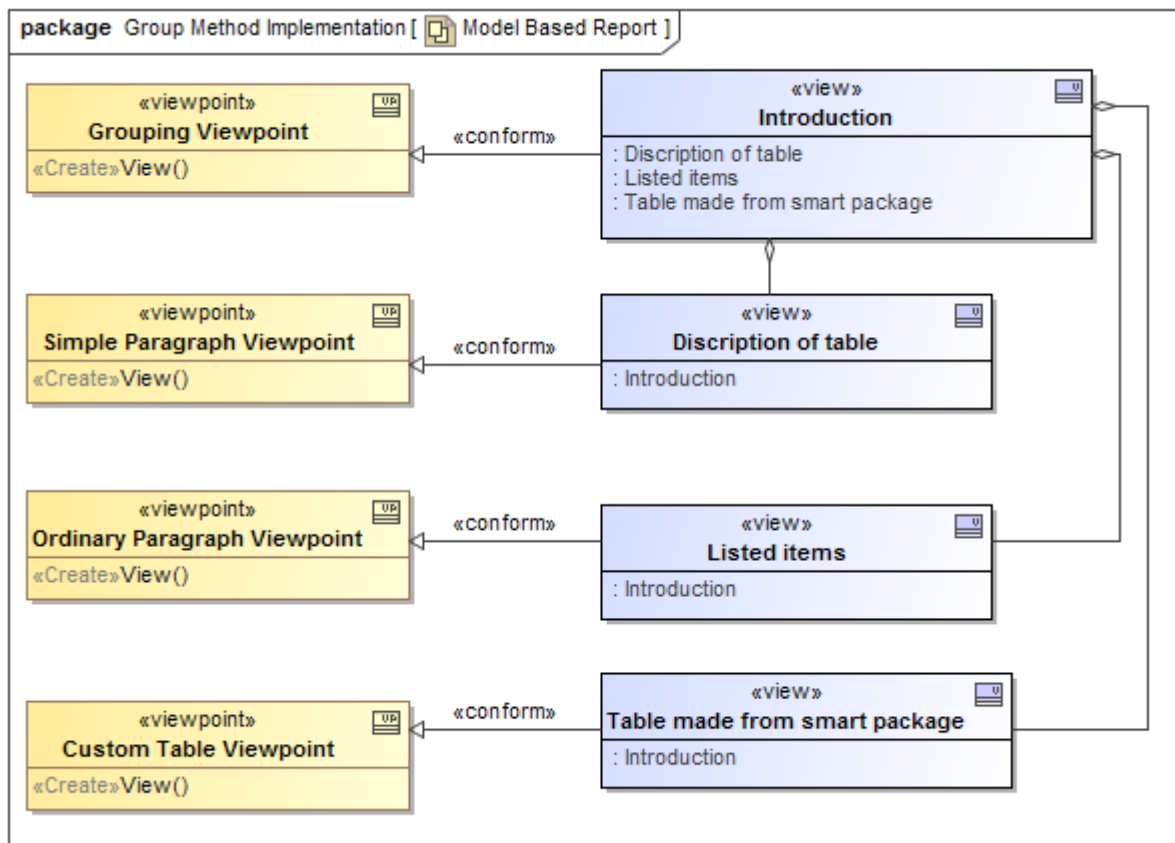 package Group Method Implementation [ Model Based Report ]
«viewpoint»
Grouping Viewpoint
«Create»View()
«conform»
«view»
Introduction
: Discription of table
: Listed items
: Table made from smart package
«viewpoint»
Simple Paragraph Viewpoint
«Create»View()
«conform»
«view»
Discription of table
: Introduction
«viewpoint»
Ordinary Paragraph Viewpoint
«Create»View()
«conform»
«view»
Listed items
: Introduction
«viewpoint»
Custom Table Viewpoint
«Create»View()
«conform»
«view»
Table made from smart package
: Introduction